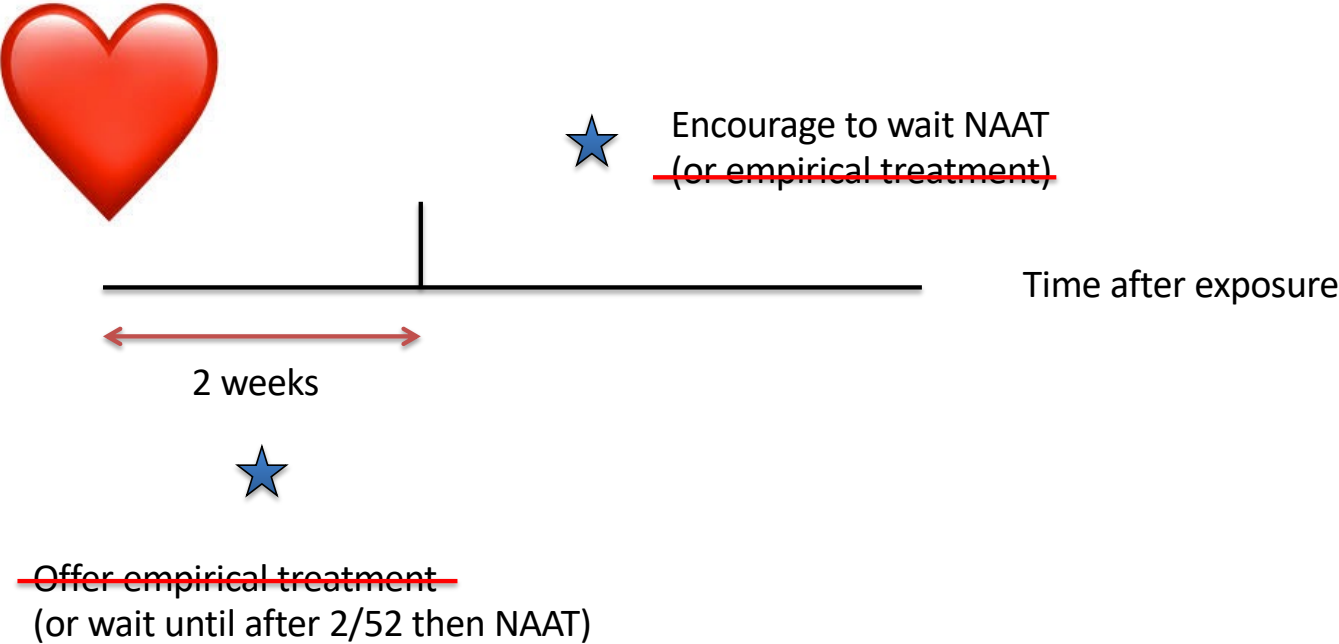 Encourage to wait NAAT
(or empirical treatment)
Time after exposure
2 weeks
Offer empirical treatment
(or wait until after 2/52 then NAAT)